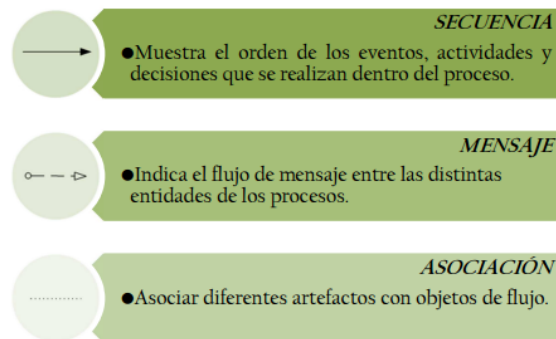 SECUENCIA
●Muestra el orden de los eventos, actividades y
decisiones que se realizan dentro del proceso.
MENSAJE
●Indica el flujo de mensaje entre las distintas
entidades de los procesos.
ASOCIACIÓN
●Asociar diferentes artefactos con objetos de flujo.